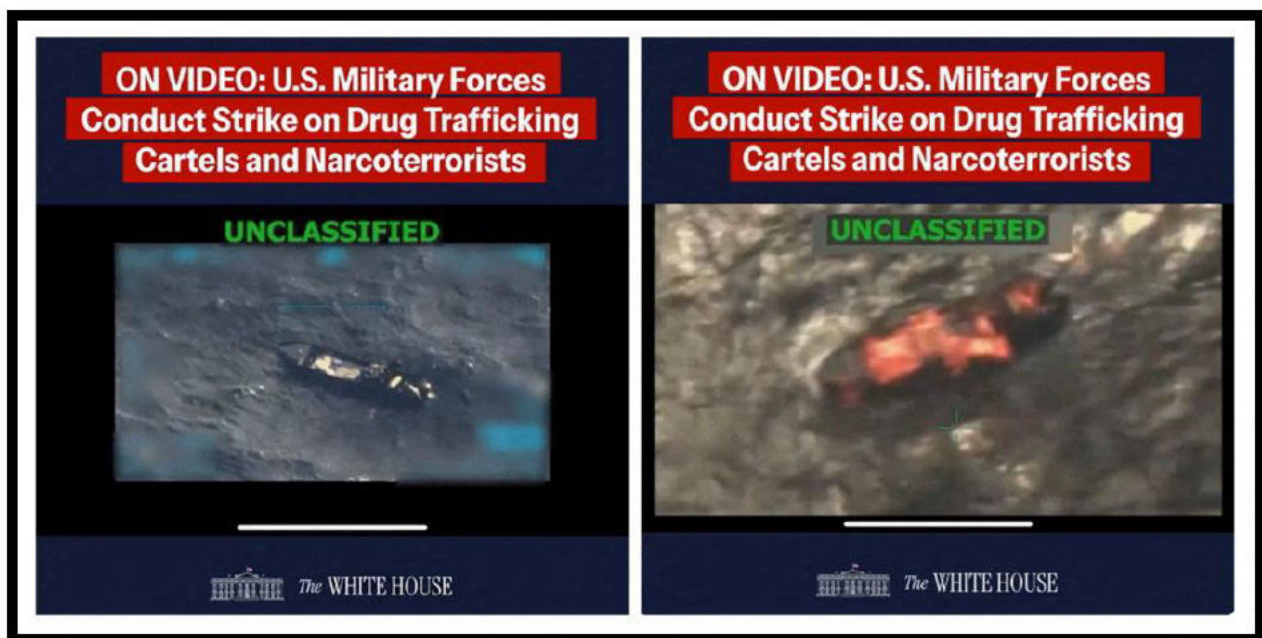 ON VIDEO: U.S. Military Forces
Conduct Strike on Drug Trafficking
Cartels and Narcoterrorists
UNCLASSIFIED
The WHITE HOUSE
ON VIDEO: U.S. Military Forces
Conduct Strike on Drug Trafficking
Cartels and Narcoterrorists
UNCLASSIFIED
The WHITE HOUSE